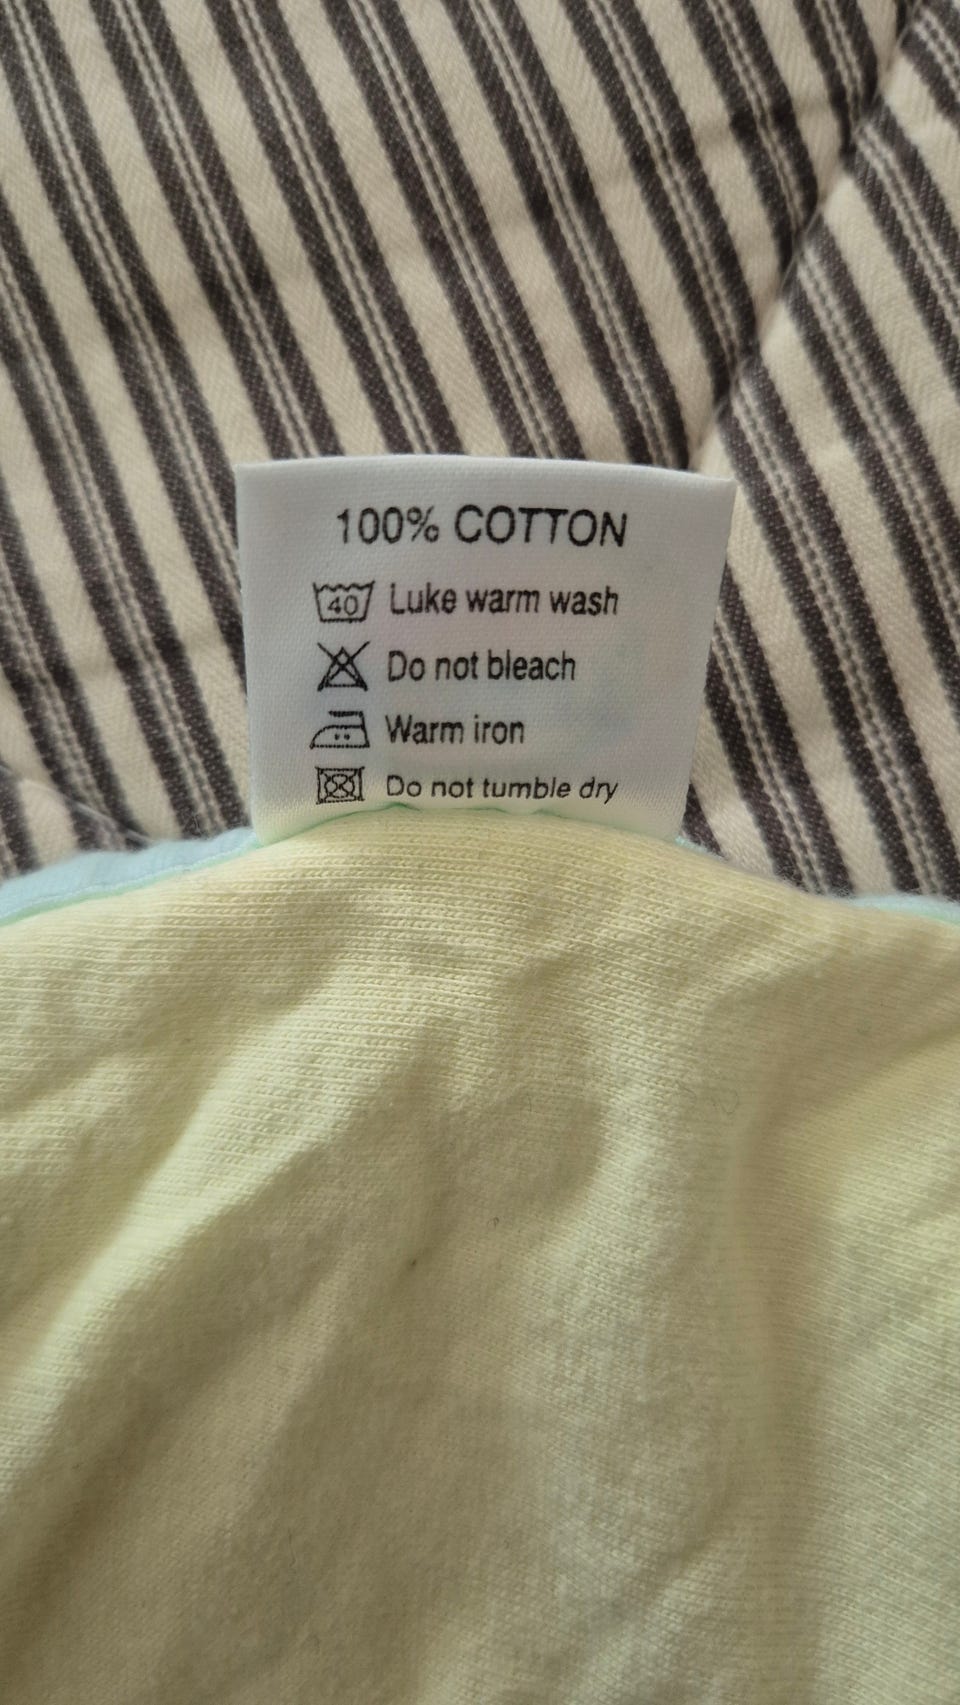 100% COTTON
40 Luke warm wash
Do not bleach
Warm iron
Do not tumble dry